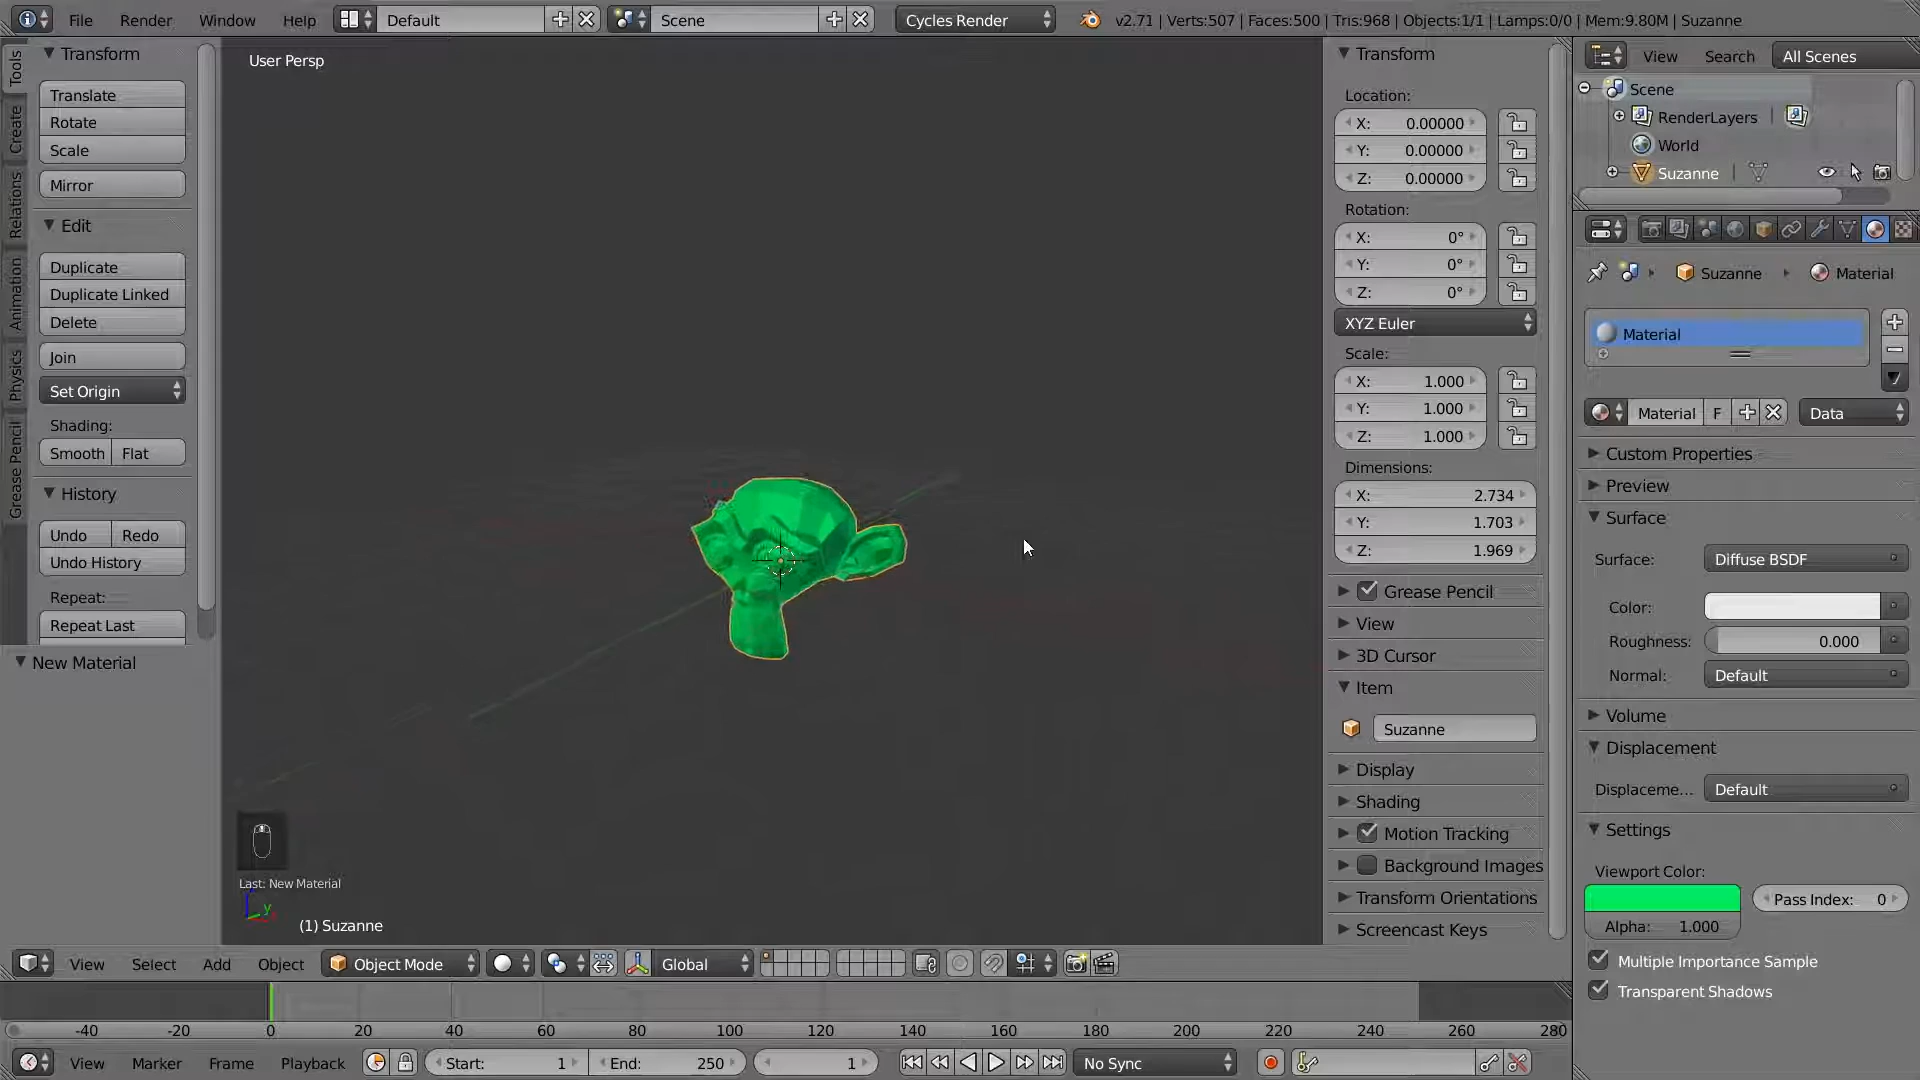 File Render Window Help Default Scene Cycles Render v2.71 | Verts:507 | Faces:500 | Tris:968 | Objects:1/1 | Lamps:0/0 | Mem:9.80M | Suzanne
Tools
Create
Relations
Animation
Physics
Grease Pencil
Transform
Translate
Rotate
Scale
Mirror
Edit
Duplicate
Duplicate Linked
Delete
Join
Set Origin
Shading:
Smooth Flat
History
Undo Redo
Undo History
Repeat:
Repeat Last
New Material
User Persp
Last: New Material
y
(1) Suzanne
Transform
Location:
X: 0.00000
Y: 0.00000
Z: 0.00000
Rotation:
X: 0°
Y: 0°
Z: 0°
XYZ Euler
Scale:
X: 1.000
Y: 1.000
Z: 1.000
Dimensions:
X: 2.734
Y: 1.703
Z: 1.969
Grease Pencil
View
3D Cursor
Item
Suzanne
Display
Shading
Motion Tracking
Background Images
Transform Orientations
Screencast Keys
View Search All Scenes
Scene
RenderLayers
World
Suzanne
Suzanne Material
Material
Material F Data
Custom Properties
Preview
Surface
Surface: Diffuse BSDF
Color:
Roughness: 0.000
Normal: Default
Volume
Displacement
Displaceme... Default
Settings
Viewport Color:
Pass Index: 0
Alpha: 1.000
Multiple Importance Sample
Transparent Shadows
View Select Add Object Object Mode Global
-40 -20 0 20 40 60 80 100 120 140 160 180 200 220 240 260 280
View Marker Frame Playback Start: 1 End: 250 1 No Sync